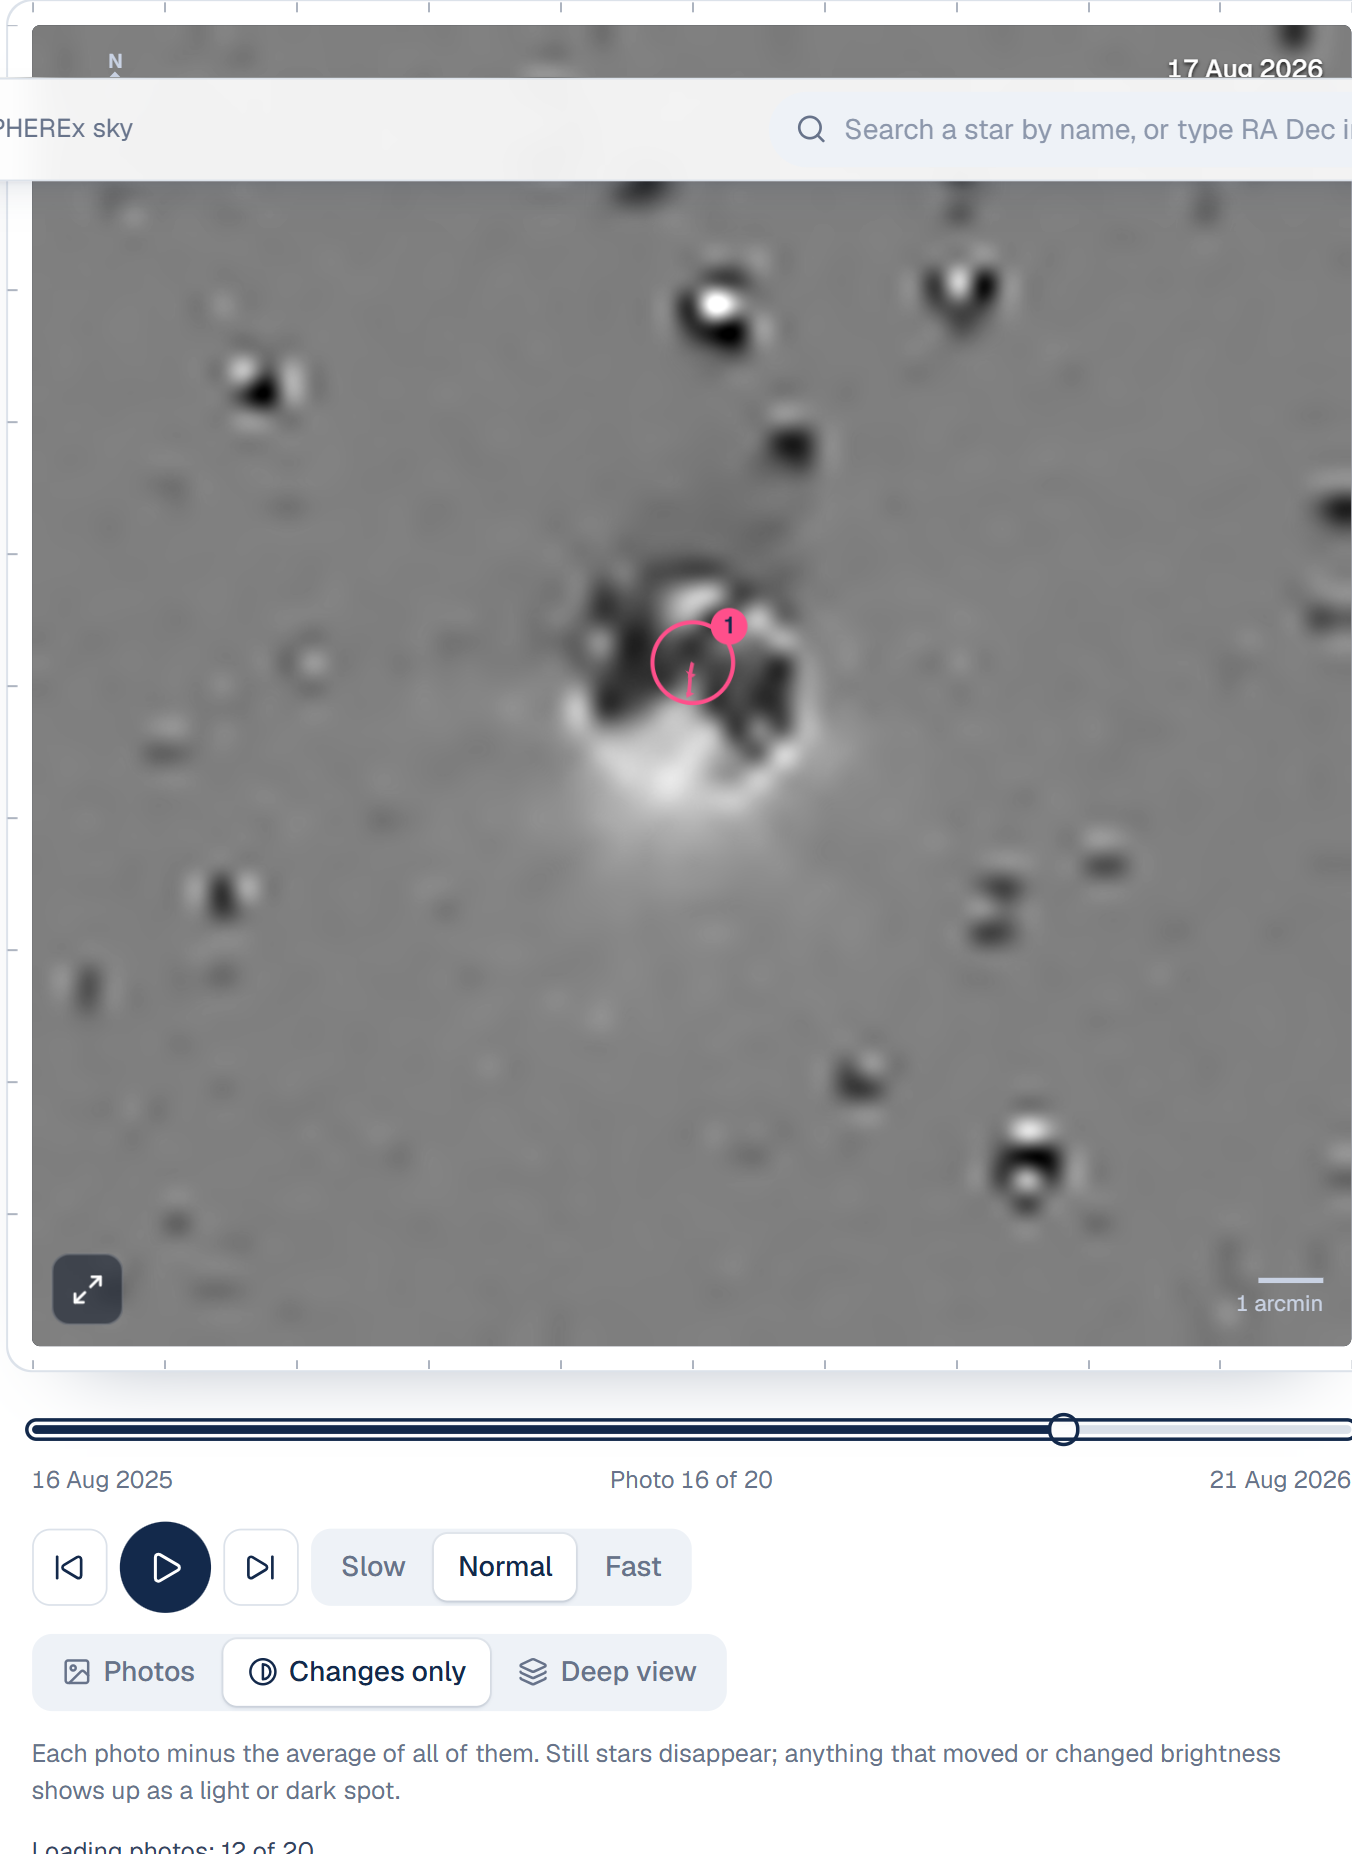 N
17 Aug 2026
SPHEREx sky
Search a star by name, or type RA Dec
1
1 arcmin
16 Aug 2025
Photo 16 of 20
21 Aug 2026
Slow
Normal
Fast
Photos
Changes only
Deep view
Each photo minus the average of all of them. Still stars disappear; anything that moved or changed brightness
shows up as a light or dark spot.
Loading photos: 12 of 20